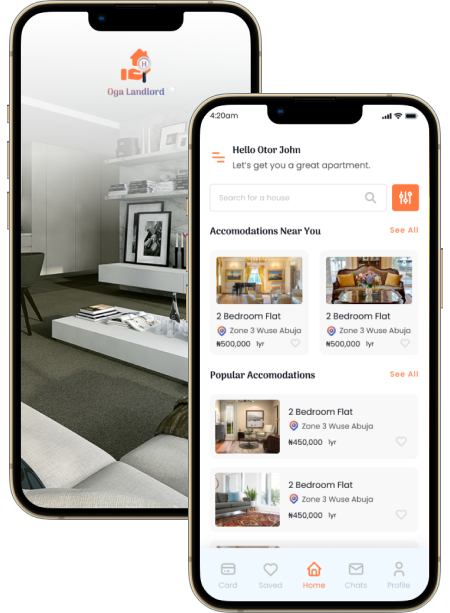 H
Oga Landlord
4:20am
Hello Otor John
Let's get you a great apartment.
Search for a house
Accomodations Near You
See All
2 Bedroom Flat
Zone 3 Wuse Abuja
₦500,000 1yr
2 Bedroom Flat
Zone 3 Wuse Abuja
₦500,000 1yr
Popular Accomodations
See All
2 Bedroom Flat
Zone 3 Wuse Abuja
₦450,000 1yr
2 Bedroom Flat
Zone 3 Wuse Abuja
₦450,000 1yr
Card
Saved
Home
Chats
Profile